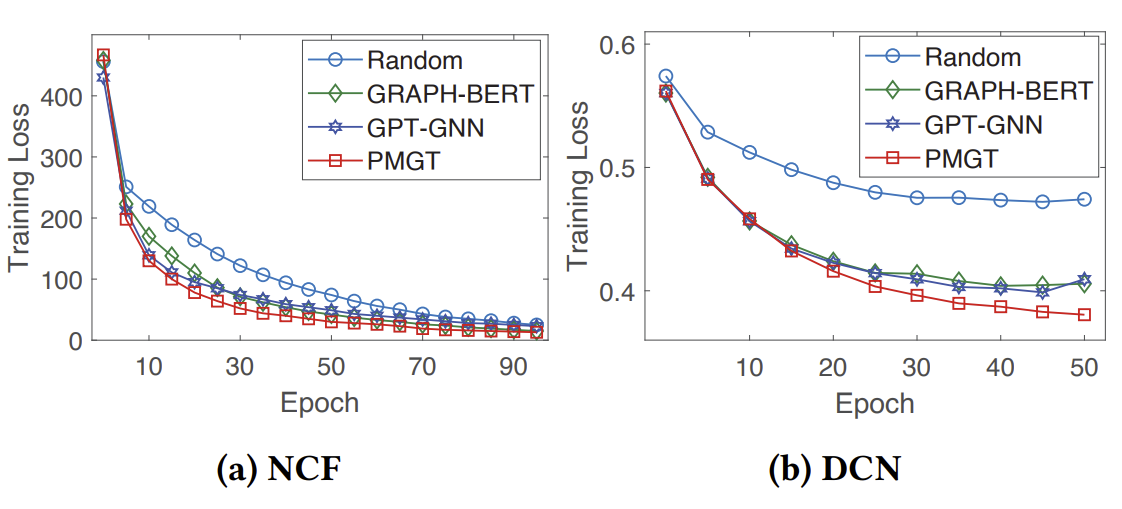 Training Loss
400
300
200
100
0
10
30
50
70
90
Epoch
Random
GRAPH-BERT
GPT-GNN
PMGT
(a) NCF
Training Loss
0.6
0.5
0.4
10
20
30
40
50
Epoch
Random
GRAPH-BERT
GPT-GNN
PMGT
(b) DCN